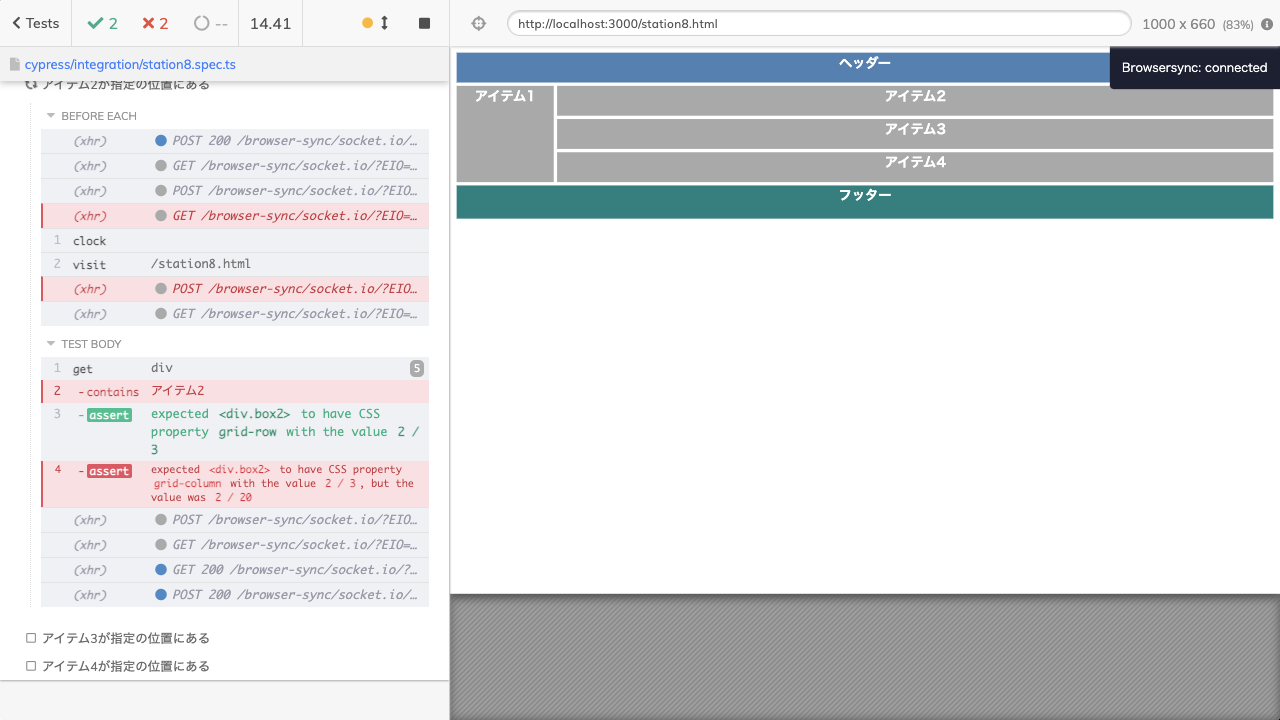 Tests 2 2 -- 14.41
http://localhost:3000/station8.html 1000 x 660 (83%)
cypress/integration/station8.spec.ts
アイテム2が指定の位置にある
BEFORE EACH
(xhr) POST 200 /browser-sync/socket.io/…
(xhr) GET /browser-sync/socket.io/?EIO=…
(xhr) POST /browser-sync/socket.io/?EIO…
(xhr) GET /browser-sync/socket.io/?EIO=…
1 clock
2 visit /station8.html
(xhr) POST /browser-sync/socket.io/?EIO…
(xhr) GET /browser-sync/socket.io/?EIO=…
TEST BODY
1 get div 5
2 -contains アイテム2
3 -assert expected <div.box2> to have CSS
property grid-row with the value 2 /
3
4 -assert expected <div.box2> to have CSS property
grid-column with the value 2 / 3, but the
value was 2 / 20
(xhr) POST /browser-sync/socket.io/?EIO…
(xhr) GET /browser-sync/socket.io/?EIO=…
(xhr) GET 200 /browser-sync/socket.io/?…
(xhr) POST 200 /browser-sync/socket.io/…
アイテム3が指定の位置にある
アイテム4が指定の位置にある
ヘッダー
Browsersync: connected
アイテム1
アイテム2
アイテム3
アイテム4
フッター